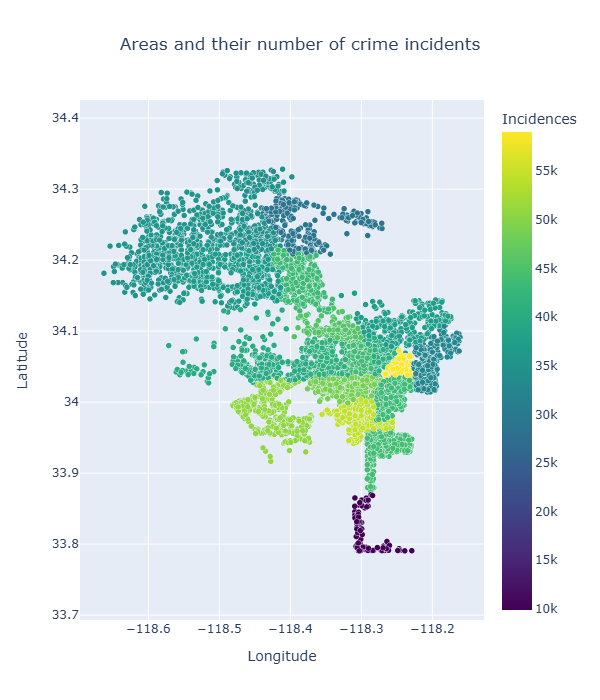 Areas and their number of crime incidents
Incidences
55k
50k
45k
40k
35k
30k
25k
20k
15k
10k
34.4
34.3
34.2
34.1
34
33.9
33.8
33.7
Latitude
−118.6 −118.5 −118.4 −118.3 −118.2
Longitude